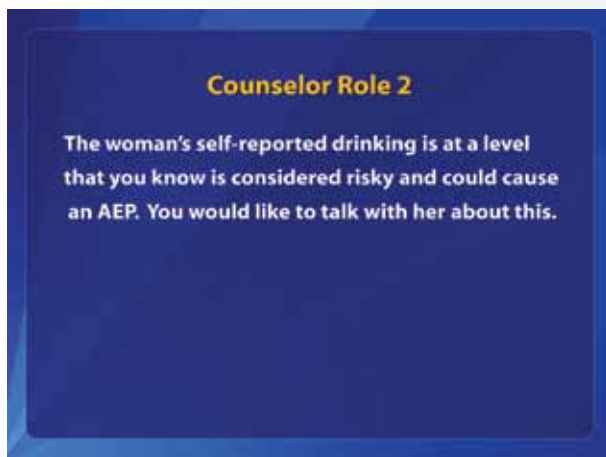 Counselor Role 2
The woman's self-reported drinking is at a level
that you know is considered risky and could cause
an AEP. You would like to talk with her about this.